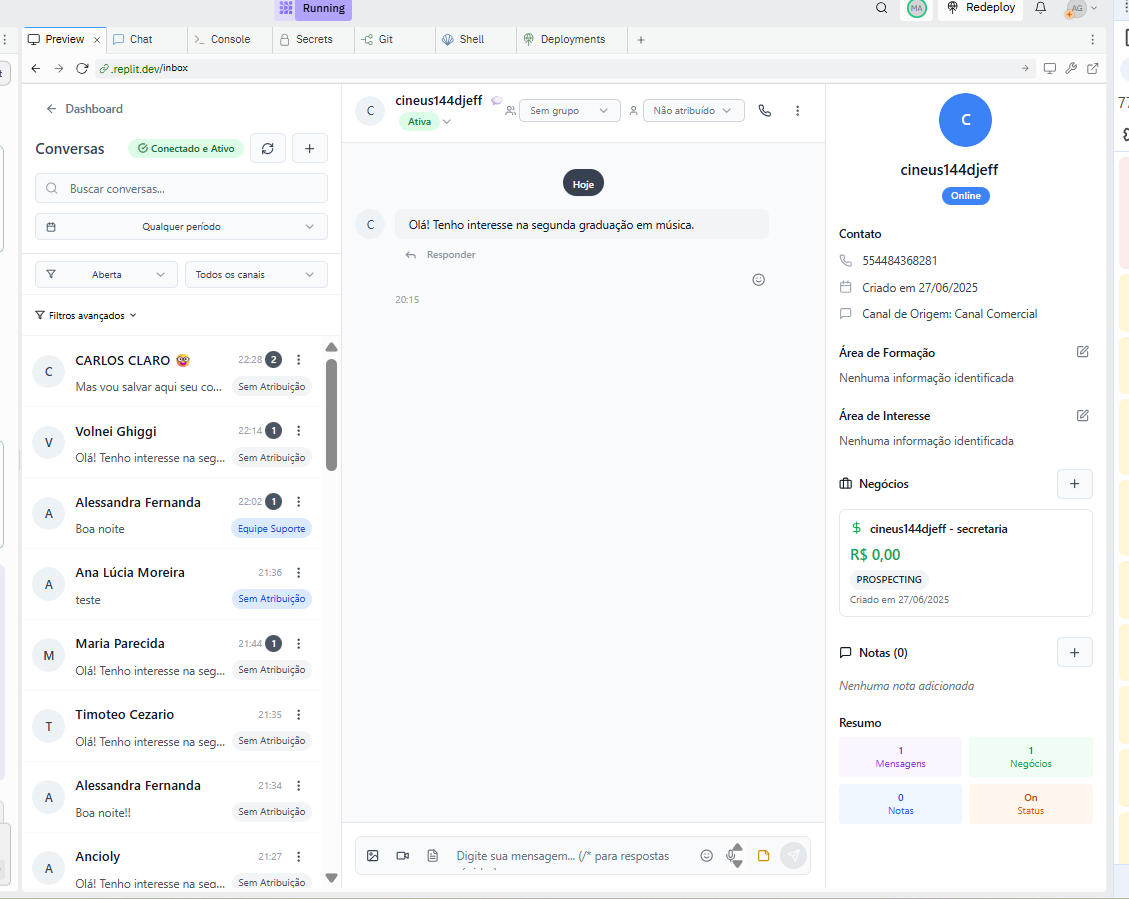 Running
MA
Redeploy
AG
Preview
Chat
Console
Secrets
Git
Shell
Deployments
.replit.dev/inbox
Dashboard
Conversas
Conectado e Ativo
Buscar conversas...
Qualquer período
Aberta
Todos os canais
Filtros avançados
C
CARLOS CLARO
22:28
2
Mas vou salvar aqui seu co...
Sem Atribuição
V
Volnei Ghiggi
22:14
1
Olá! Tenho interesse na seg...
Sem Atribuição
A
Alessandra Fernanda
22:02
1
Boa noite
Equipe Suporte
A
Ana Lúcia Moreira
21:36
teste
Sem Atribuição
M
Maria Parecida
21:44
1
Olá! Tenho interesse na seg...
Sem Atribuição
T
Timoteo Cezario
21:35
Olá! Tenho interesse na seg...
Sem Atribuição
A
Alessandra Fernanda
21:34
Boa noite!!
Sem Atribuição
A
Ancioly
21:27
Olá! Tenho interesse na seg...
Sem Atribuição
C
cineus144djeff
Ativa
Sem grupo
Não atribuído
Hoje
C
Olá! Tenho interesse na segunda graduação em música.
Responder
20:15
Digite sua mensagem... (/* para respostas
C
cineus144djeff
Online
Contato
554484368281
Criado em 27/06/2025
Canal de Origem: Canal Comercial
Área de Formação
Nenhuma informação identificada
Área de Interesse
Nenhuma informação identificada
Negócios
$ cineus144djeff - secretaria
R$ 0,00
PROSPECTING
Criado em 27/06/2025
Notas (0)
Nenhuma nota adicionada
Resumo
1
Mensagens
1
Negócios
0
Notas
On
Status